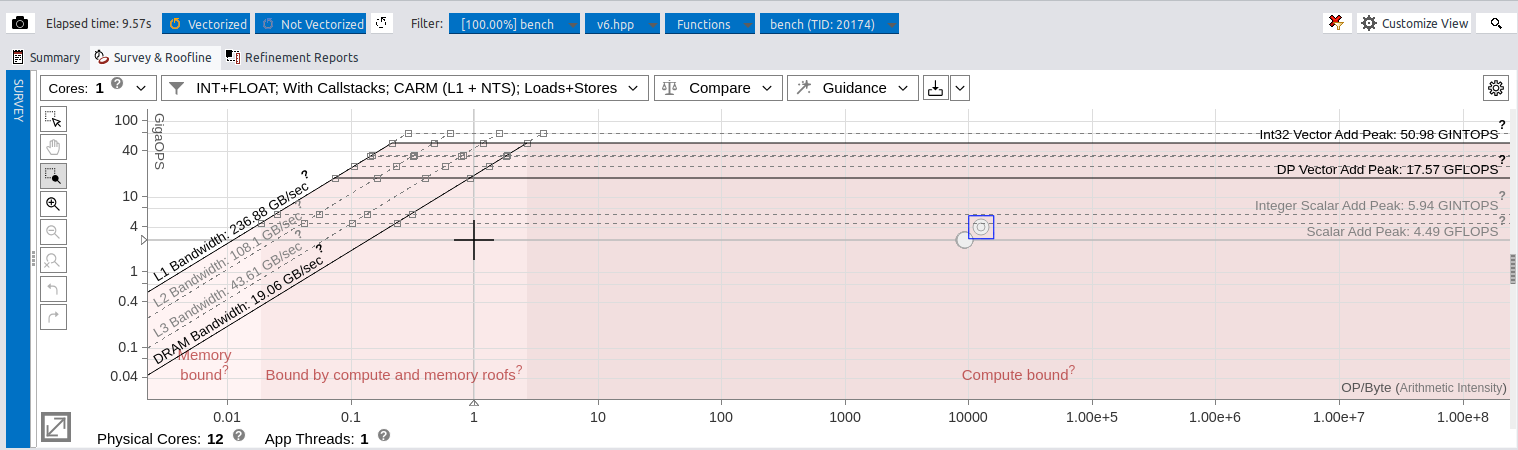 Elapsed time: 9.57s Vectorized Not Vectorized Filter: [100.00%] bench v6.hpp Functions bench (TID: 20174) Customize View
Summary Survey & Roofline Refinement Reports
SURVEY
Cores: 1 ? INT+FLOAT; With Callstacks; CARM (L1 + NTS); Loads+Stores Compare Guidance
GigaOPS
100
40
10
4
1
0.4
0.1
0.04
Int32 Vector Add Peak: 50.98 GINTOPS ?
DP Vector Add Peak: 17.57 GFLOPS ?
Integer Scalar Add Peak: 5.94 GINTOPS ?
Scalar Add Peak: 4.49 GFLOPS ?
L1 Bandwidth: 236.88 GB/sec ?
L2 Bandwidth: 108.1 GB/sec ?
L3 Bandwidth: 43.61 GB/sec ?
DRAM Bandwidth: 19.06 GB/sec ?
Memory
bound?
Bound by compute and memory roofs?
Compute bound?
OP/Byte (Arithmetic Intensity)
0.01 0.1 1 10 100 1000 10000 1.00e+5 1.00e+6 1.00e+7 1.00e+8
Physical Cores: 12 ? App Threads: 1 ?